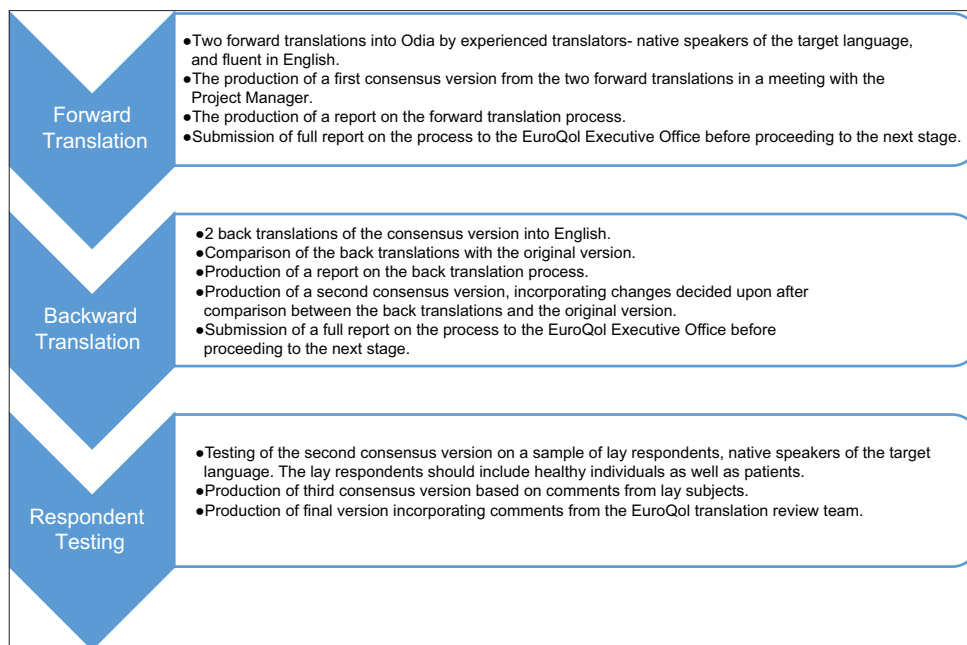 Forward
Translation
●Two forward translations into Odia by experienced translators- native speakers of the target language,
and fluent in English.
●The production of a first consensus version from the two forward translations in a meeting with the
Project Manager.
●The production of a report on the forward translation process.
●Submission of full report on the process to the EuroQol Executive Office before proceeding to the next stage.
Backward
Translation
●2 back translations of the consensus version into English.
●Comparison of the back translations with the original version.
●Production of a report on the back translation process.
●Production of a second consensus version, incorporating changes decided upon after
comparison between the back translations and the original version.
●Submission of a full report on the process to the EuroQol Executive Office before
proceeding to the next stage.
Respondent
Testing
●Testing of the second consensus version on a sample of lay respondents, native speakers of the target
language. The lay respondents should include healthy individuals as well as patients.
●Production of third consensus version based on comments from lay subjects.
●Production of final version incorporating comments from the EuroQol translation review team.